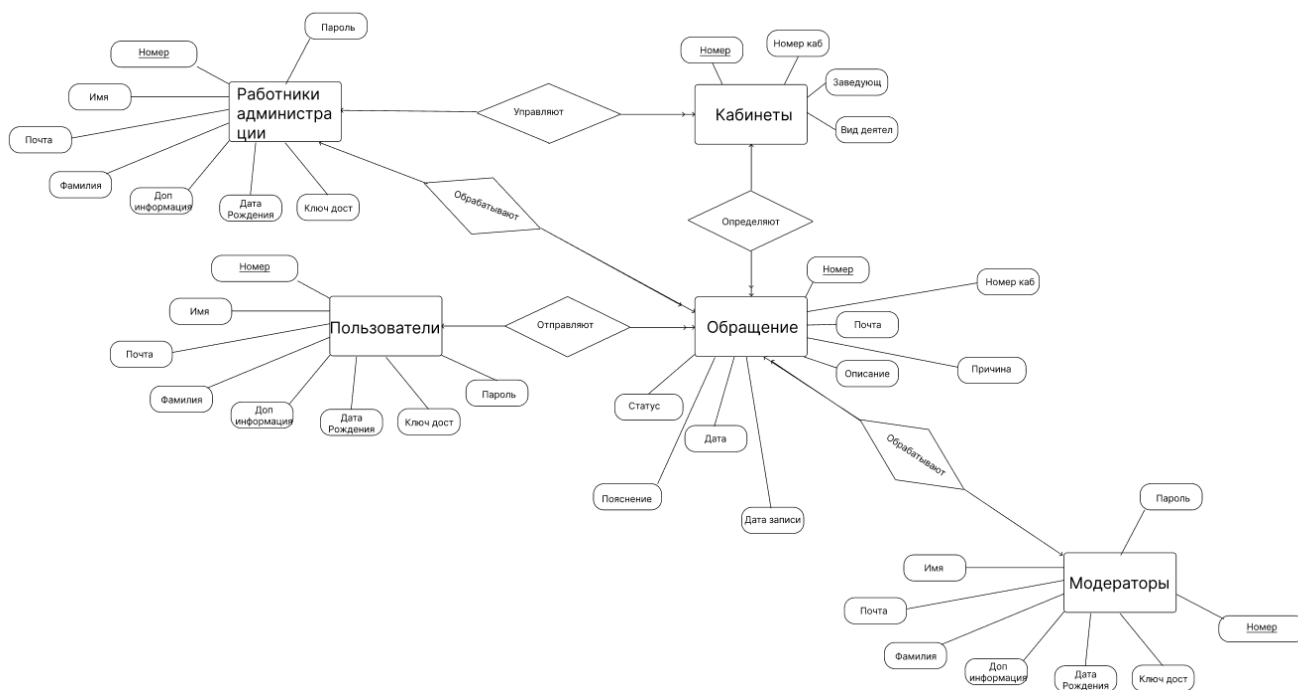 Пароль
Номер
Имя
Почта
Фамилия
Доп
информация
Дата
Рождения
Ключ дост
Работники
администра
ции
Управляют
Номер
Номер каб
Заведующ
Вид деятел
Кабинеты
Обрабатывают
Определяют
Номер
Имя
Почта
Фамилия
Доп
информация
Дата
Рождения
Ключ дост
Пароль
Пользователи
Отправляют
Обращение
Номер
Номер каб
Почта
Причина
Описание
Статус
Дата
Пояснение
Дата записи
Обрабатывают
Пароль
Имя
Модераторы
Почта
Номер
Фамилия
Доп
информация
Дата
Рождения
Ключ дост